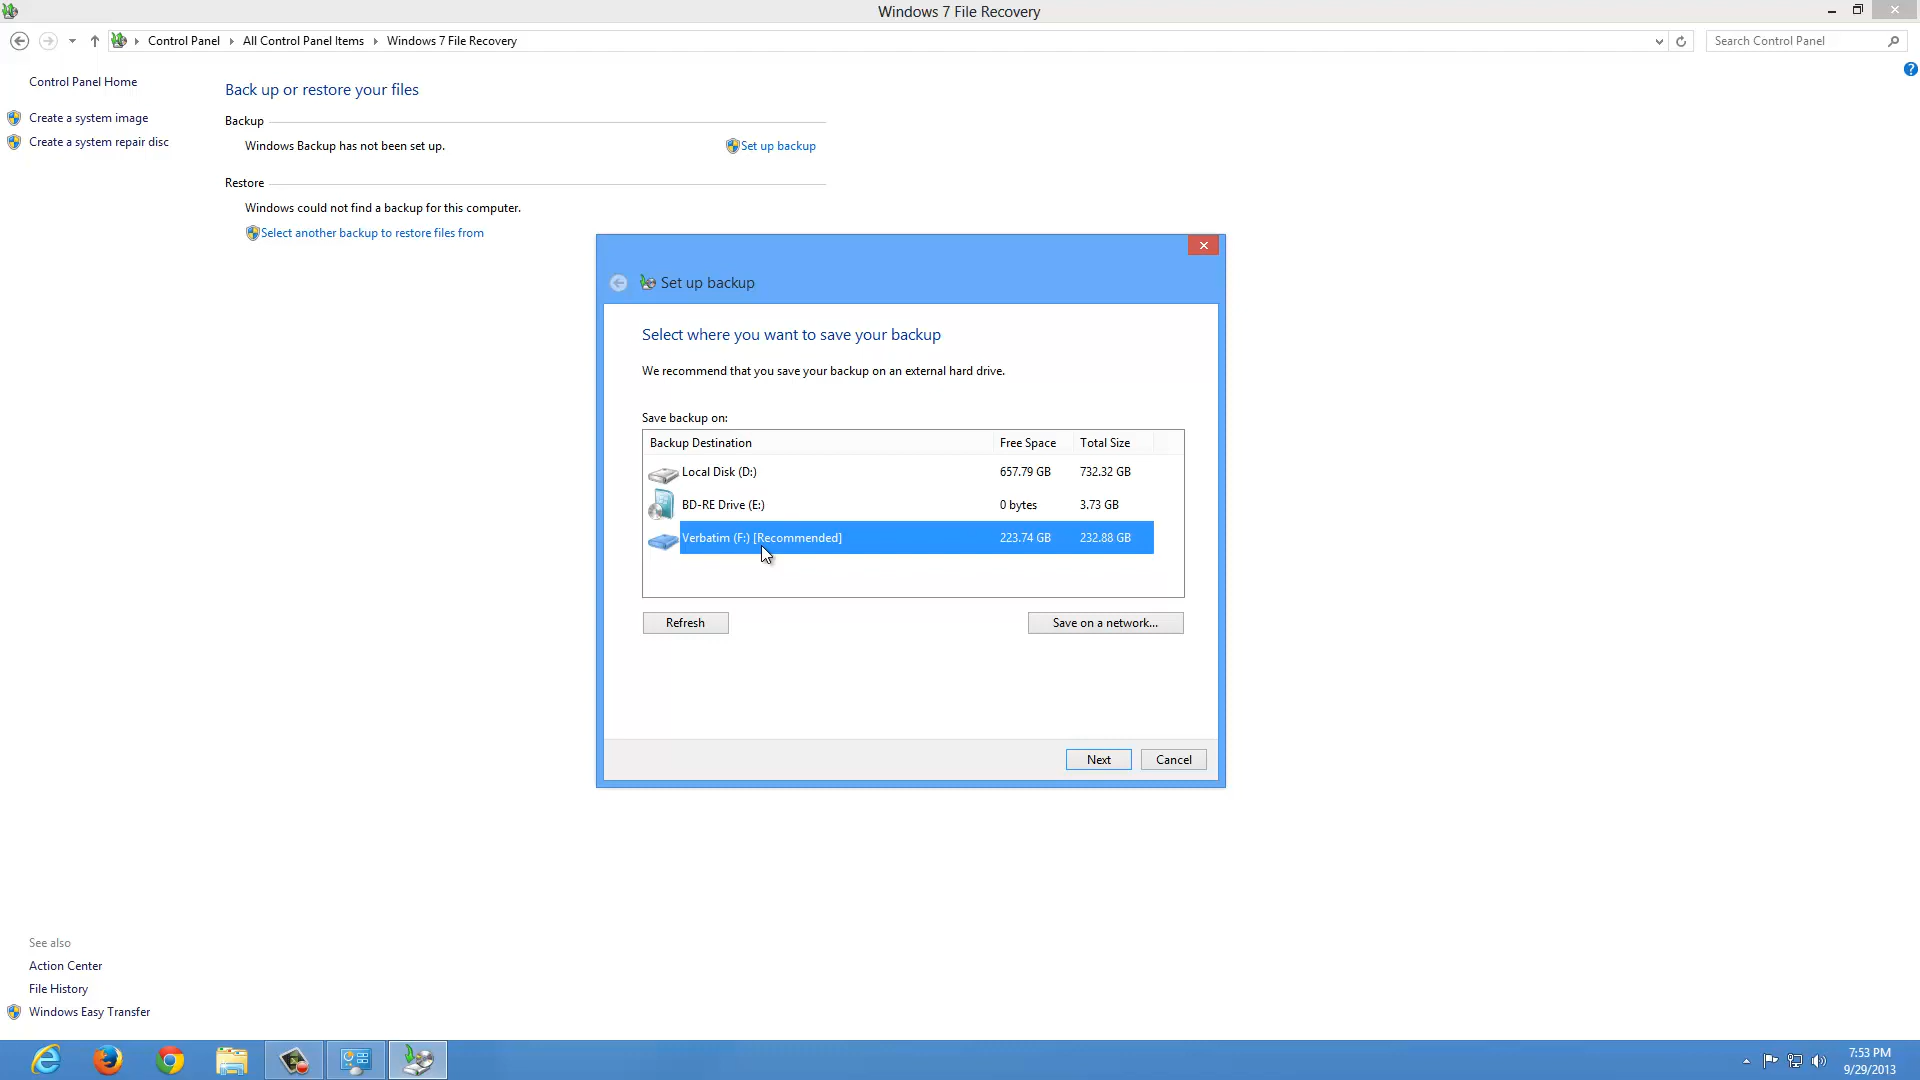 Windows 7 File Recovery
Control Panel All Control Panel Items Windows 7 File Recovery
Search Control Panel
Control Panel Home
Create a system image
Create a system repair disc
Back up or restore your files
Backup
Windows Backup has not been set up.
Set up backup
Restore
Windows could not find a backup for this computer.
Select another backup to restore files from
Set up backup
Select where you want to save your backup
We recommend that you save your backup on an external hard drive.
Save backup on:
Backup Destination Free Space Total Size
Local Disk (D:) 657.79 GB 732.32 GB
BD-RE Drive (E:) 0 bytes 3.73 GB
Verbatim (F:) [Recommended] 223.74 GB 232.88 GB
Refresh
Save on a network...
Next
Cancel
See also
Action Center
File History
Windows Easy Transfer
7:53 PM
9/29/2013